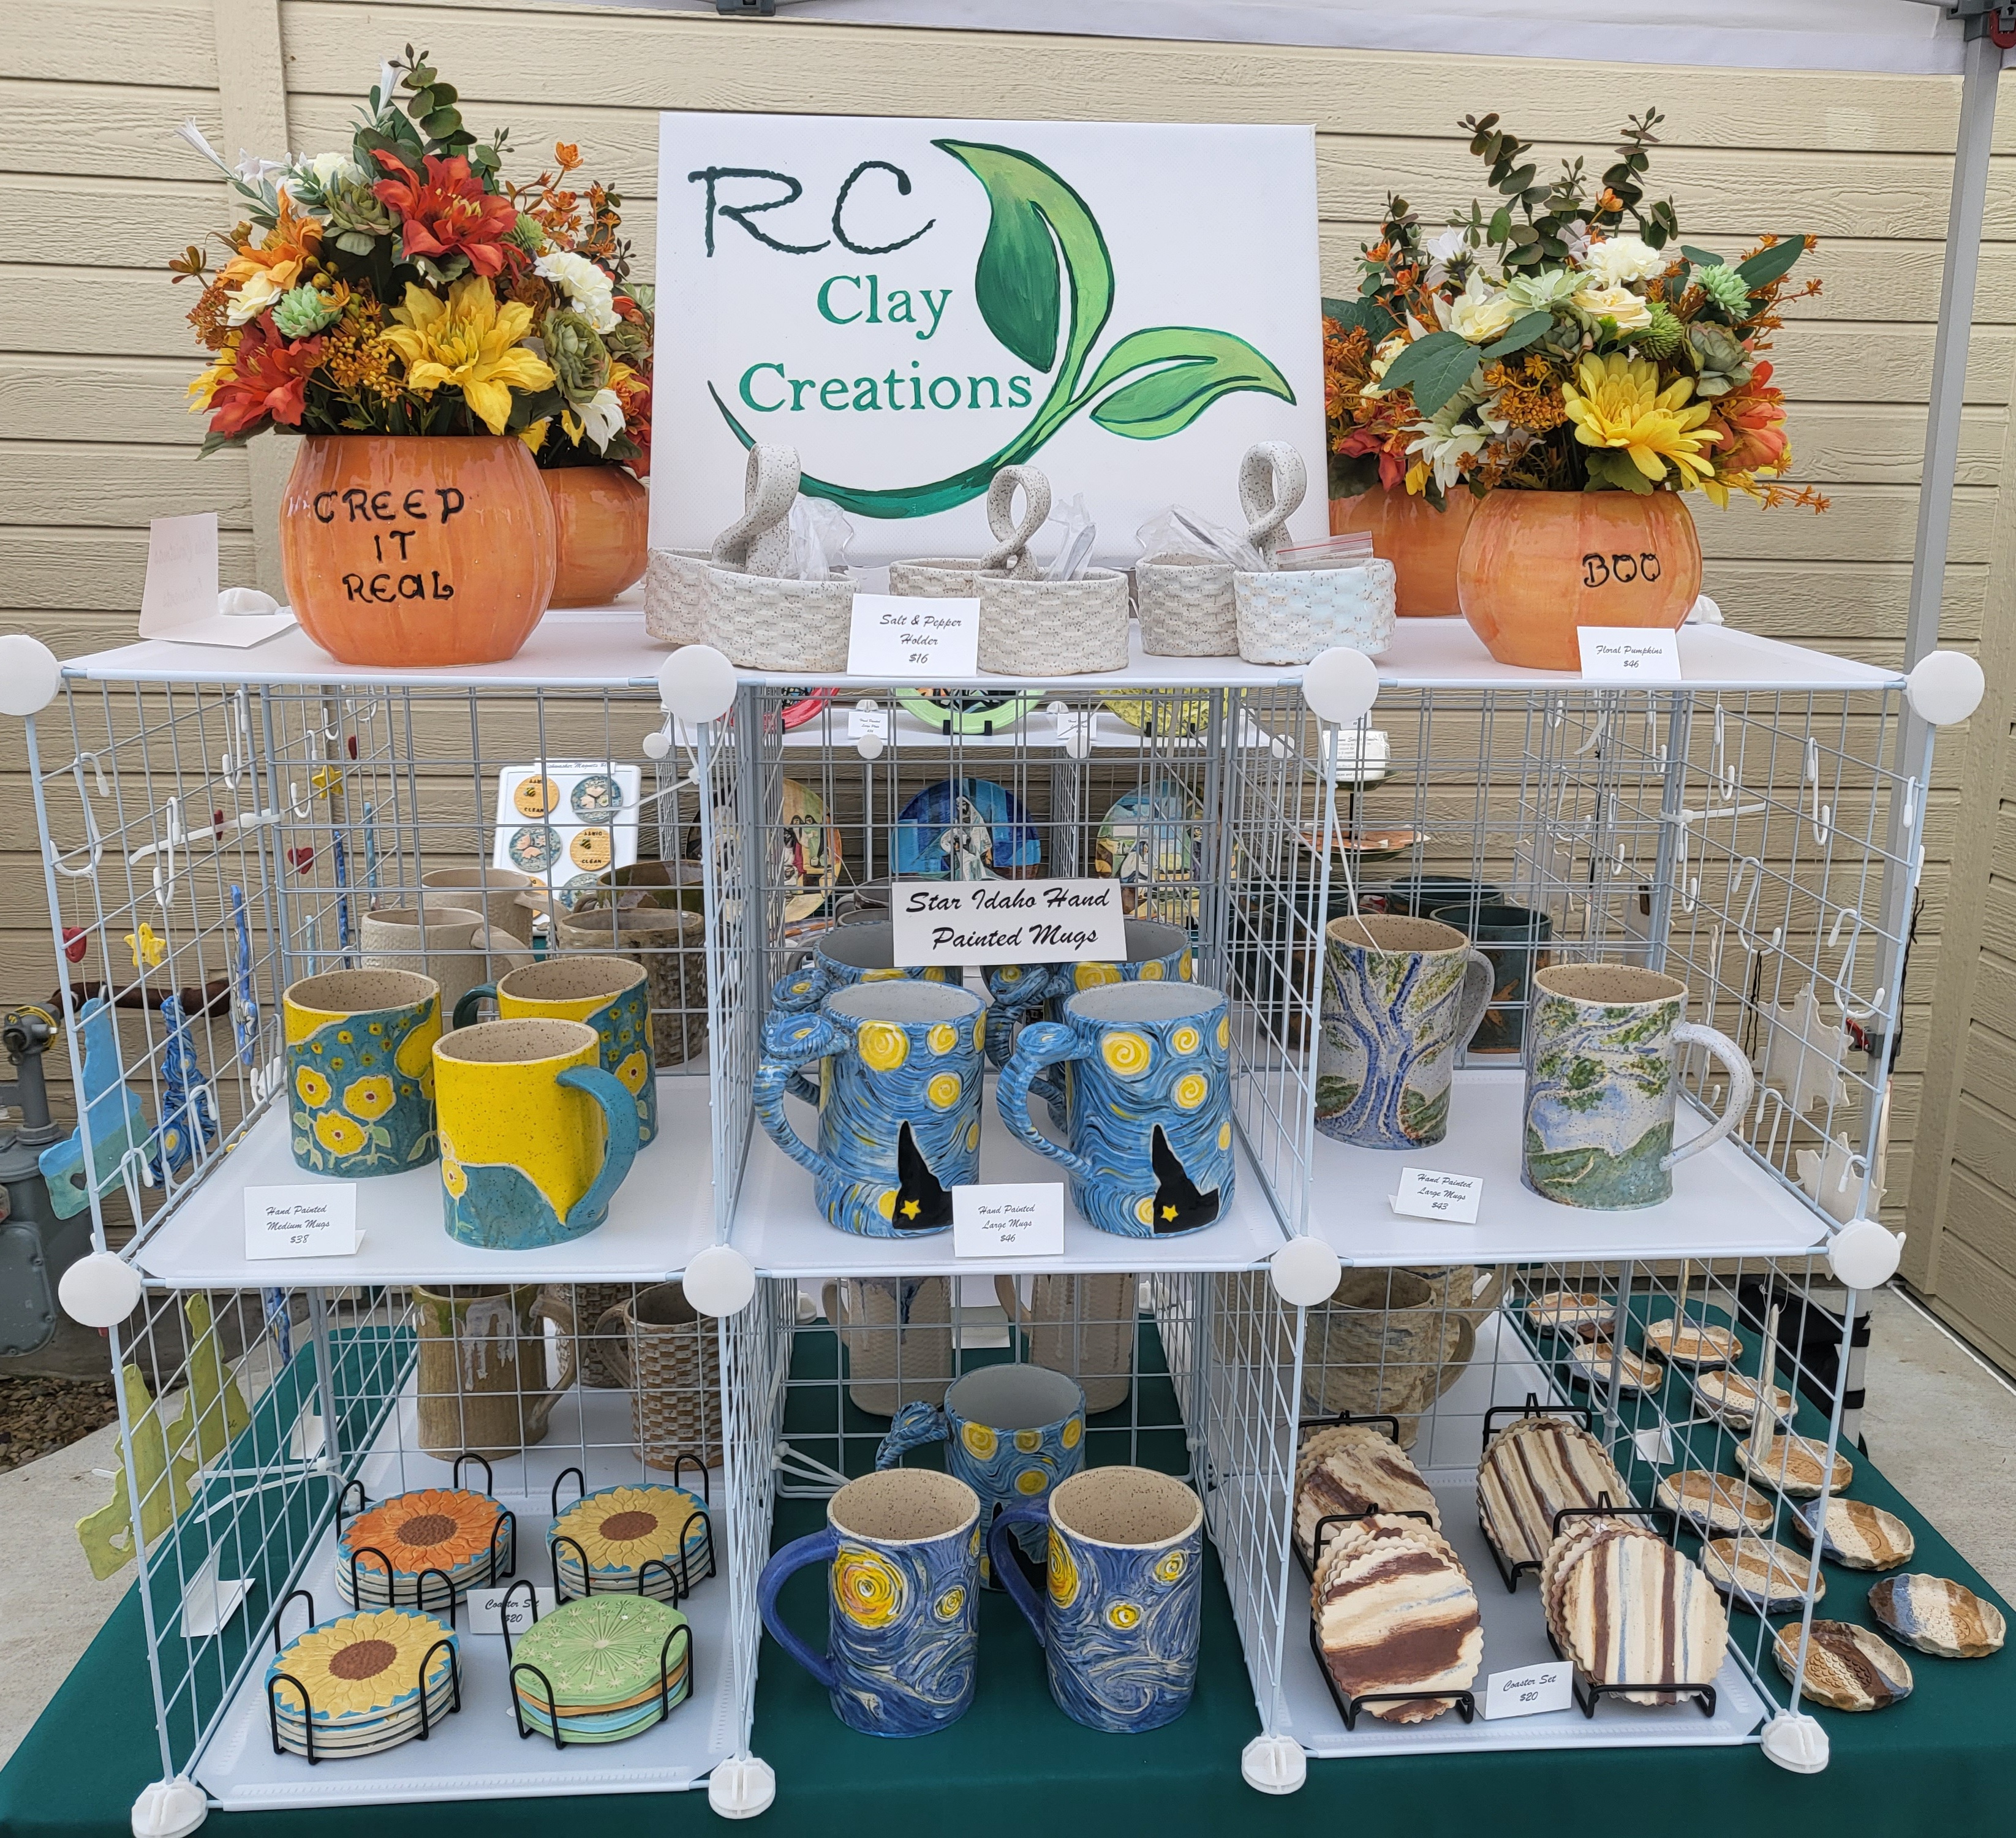 RC
Clay
Creations
CREEP
IT
REAL
BOO
Salt & Pepper
Holder
$16
Floral Pumpkins
$46
Star Idaho Hand
Painted Mugs
Hand Painted
Medium Mugs
$38
Hand Painted
Large Mugs
$46
Hand Painted
Large Mugs
$43
Coaster Set
$20
Coaster Set
$20
CLEAN
CLEAN